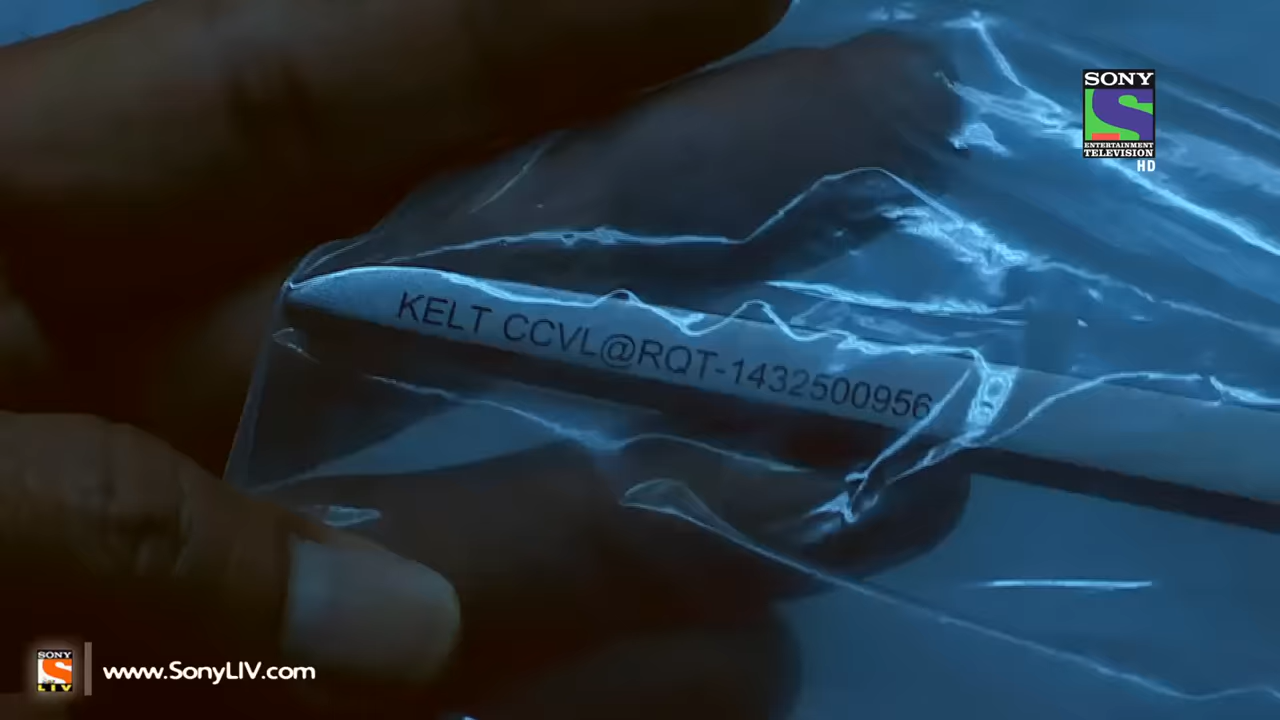 SONY
ENTERTAINMENT
TELEVISION
HD
KELT CCVL@RQT-1432500956
SONY
LIV
www.SonyLIV.com